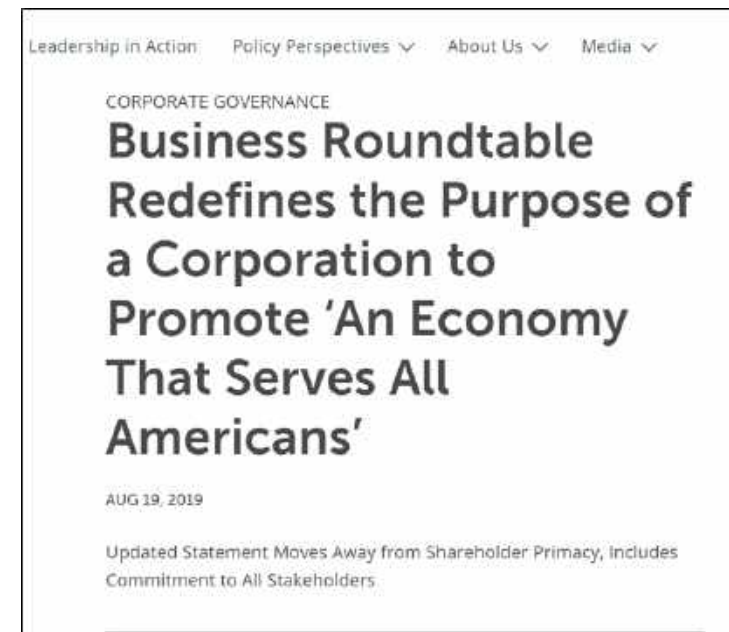 Leadership in Action Policy Perspectives About Us Media
CORPORATE GOVERNANCE
Business Roundtable
Redefines the Purpose of
a Corporation to
Promote ‘An Economy
That Serves All
Americans’
AUG 19, 2019
Updated Statement Moves Away from Shareholder Primacy, Includes
Commitment to All Stakeholders